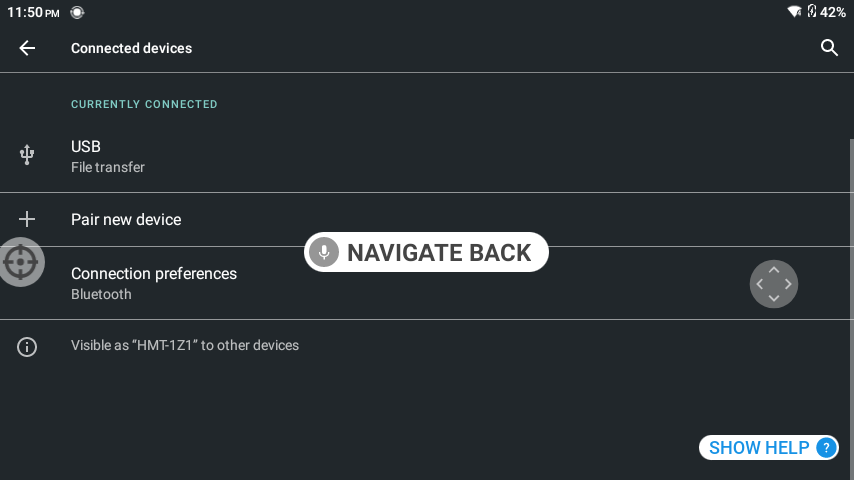 11:50 PM
42%
Connected devices
CURRENTLY CONNECTED
USB
File transfer
Pair new device
NAVIGATE BACK
Connection preferences
Bluetooth
Visible as “HMT-1Z1” to other devices
SHOW HELP ?